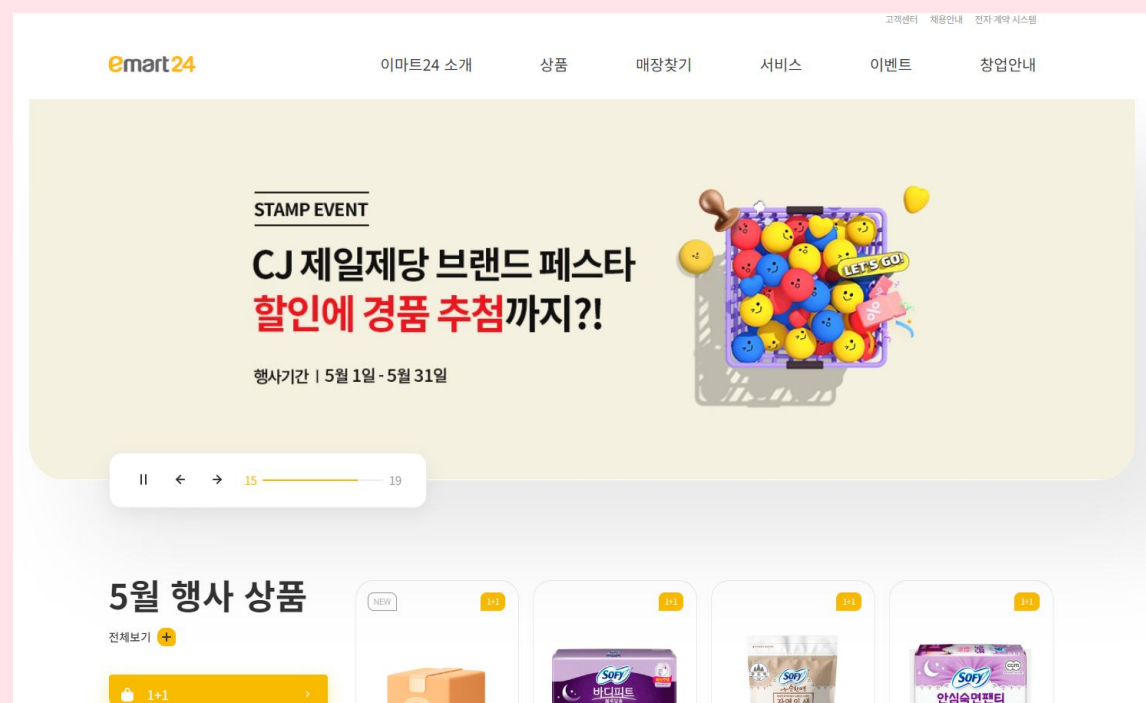 고객센터 채용안내 전자 계약 시스템
emart24 이마트24 소개 상품 매장찾기 서비스 이벤트 창업안내
STAMP EVENT
CJ 제일제당 브랜드 페스타
할인에 경품 추첨까지?!
행사기간 | 5월 1일 - 5월 31일
LET'S GO!
%
15 19
5월 행사 상품
전체보기 +
1+1
NEW 1+1
1+1
SOFY
바디피트
1+1
SOFY
1+1
SOFY
안심숙면팬티